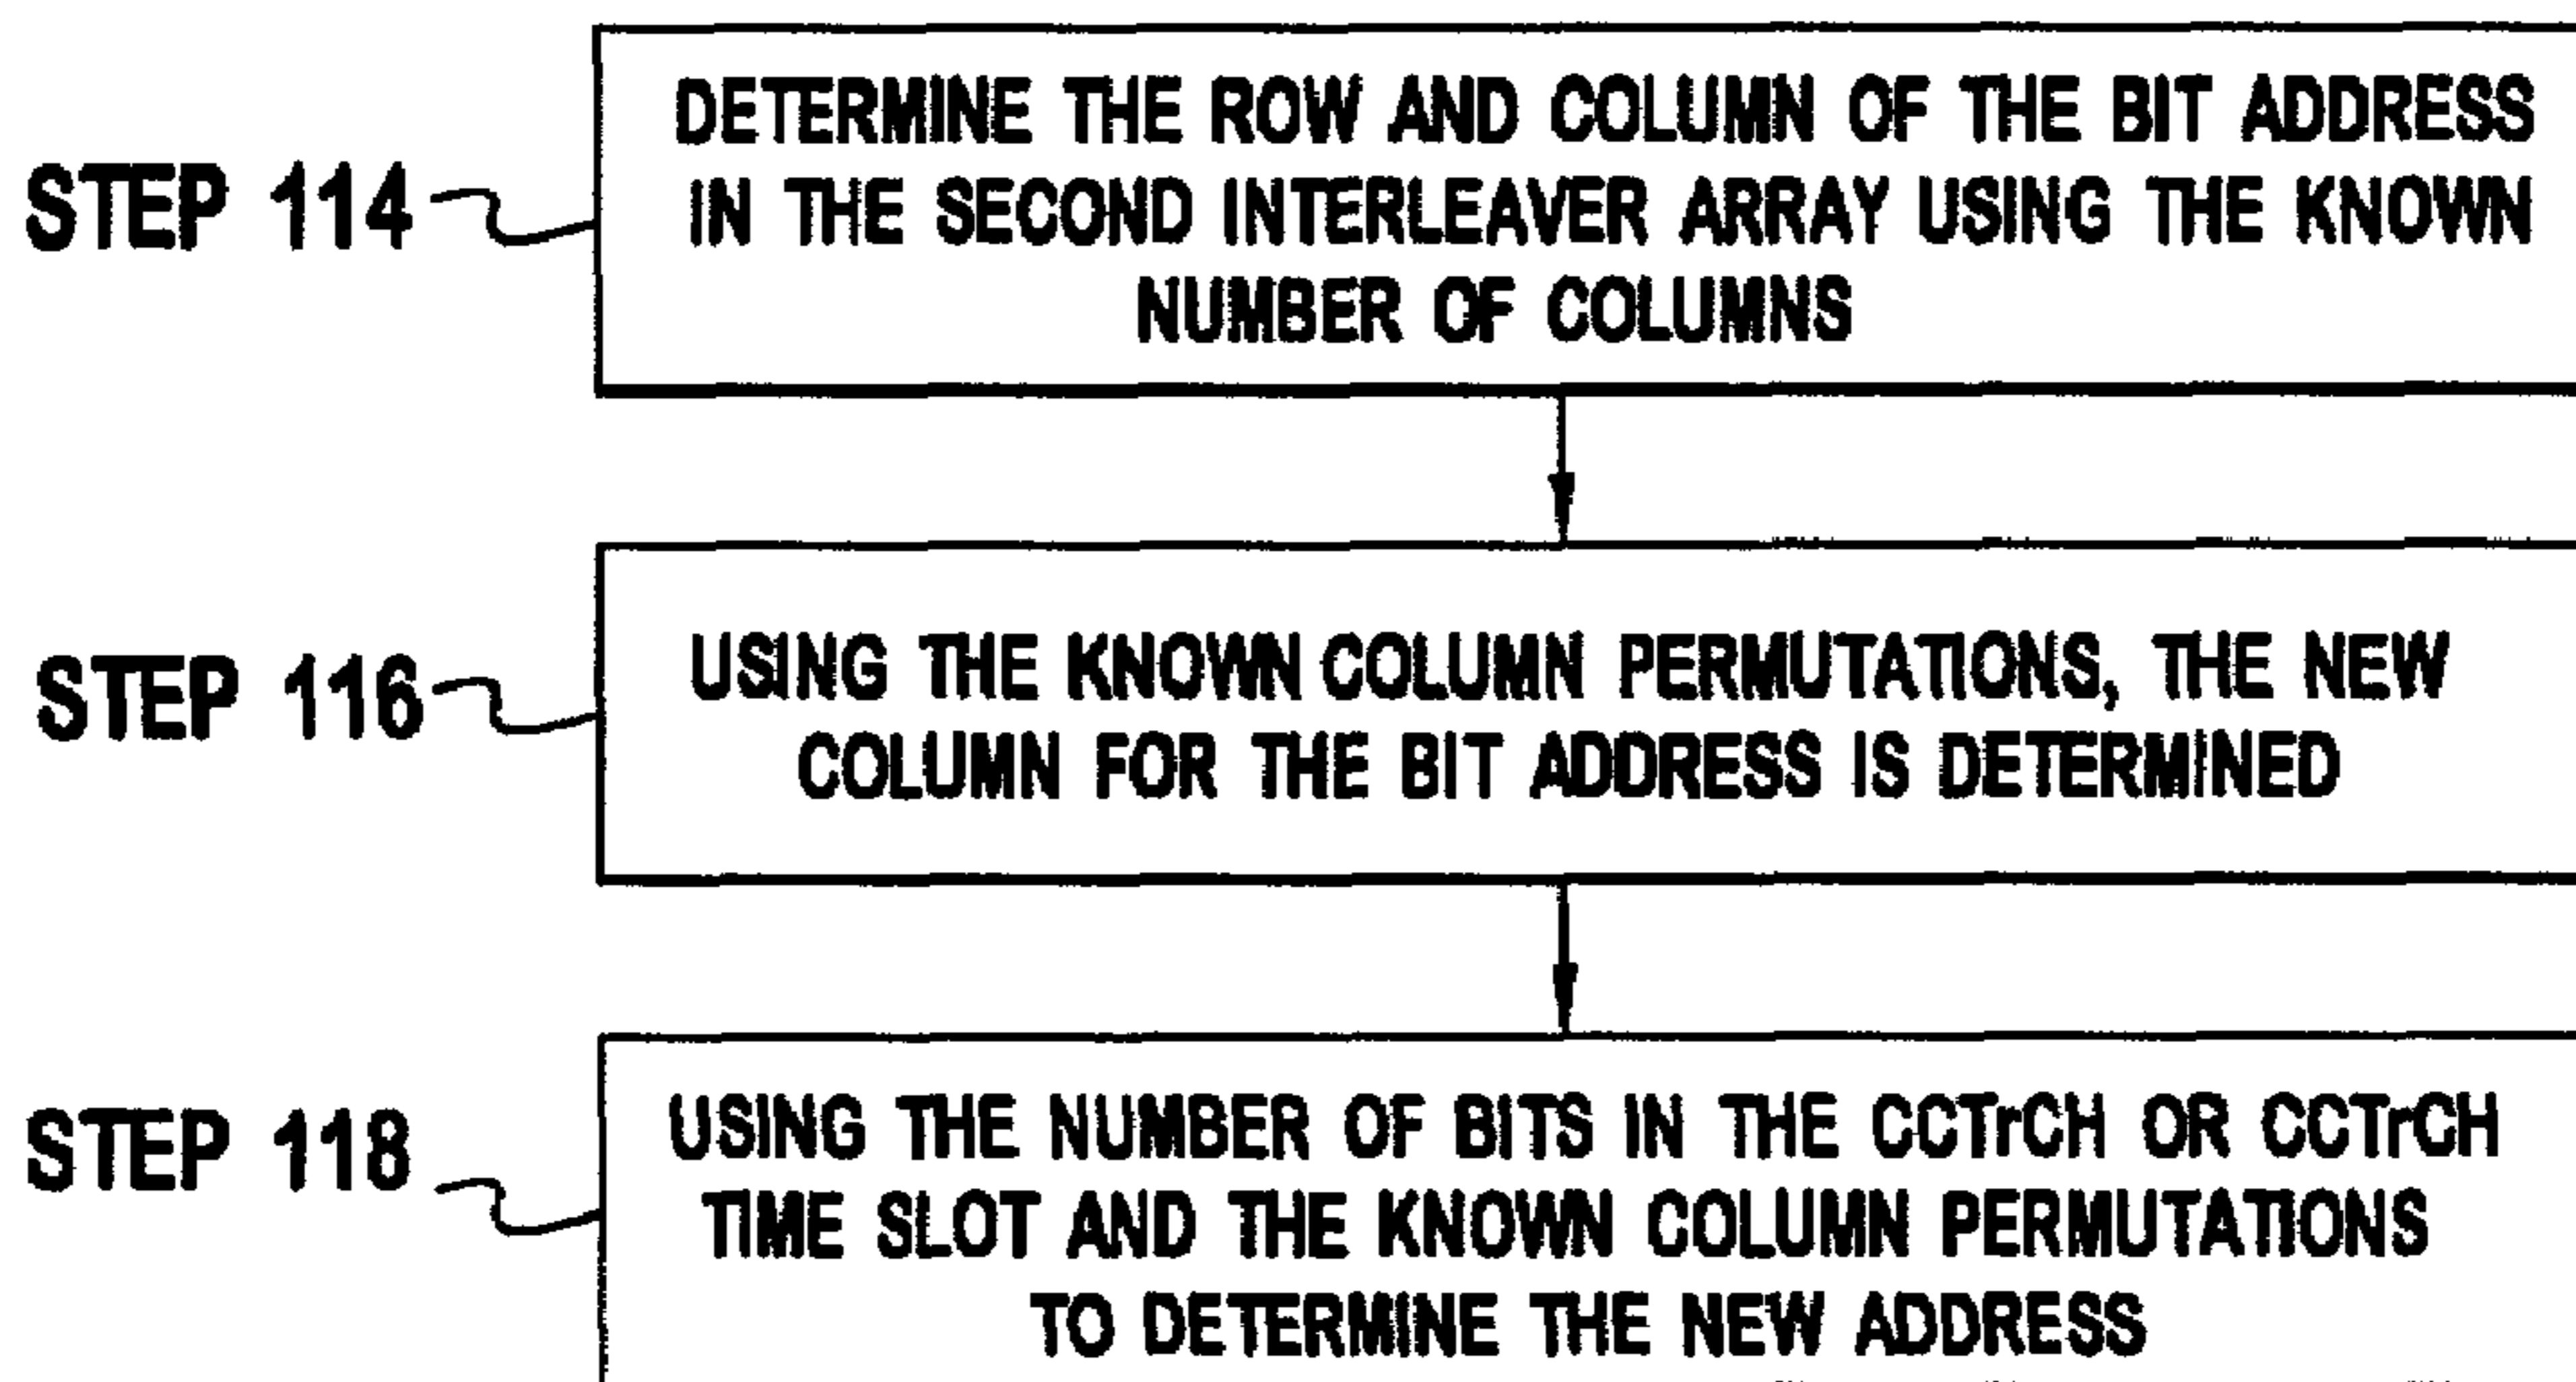 STEP 114
DETERMINE THE ROW AND COLUMN OF THE BIT ADDRESS
IN THE SECOND INTERLEAVER ARRAY USING THE KNOWN
NUMBER OF COLUMNS
STEP 116
USING THE KNOWN COLUMN PERMUTATIONS, THE NEW
COLUMN FOR THE BIT ADDRESS IS DETERMINED
STEP 118
USING THE NUMBER OF BITS IN THE CCTrCH OR CCTrCH
TIME SLOT AND THE KNOWN COLUMN PERMUTATIONS
TO DETERMINE THE NEW ADDRESS